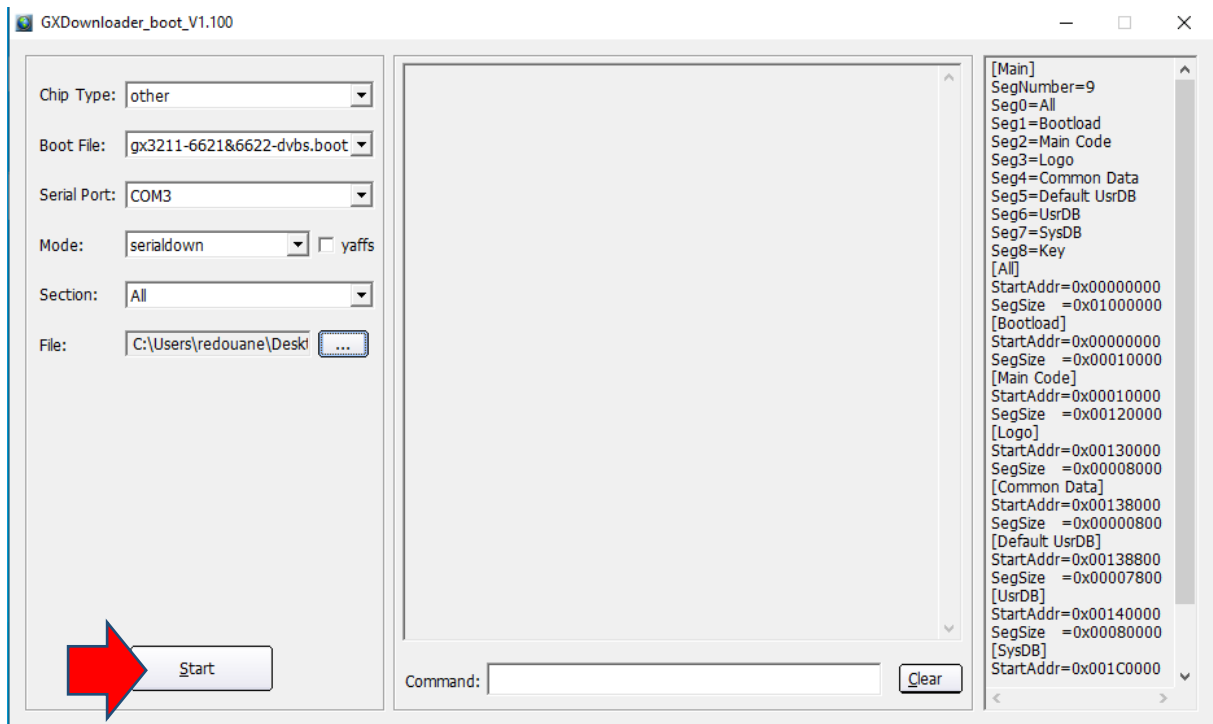 GXDownloader_boot_V1.100
Chip Type: other
Boot File: gx3211-6621&6622-dvbs.boot
Serial Port: COM3
Mode: serialdown yaffs
Section: All
File: C:\Users\redouane\Deskt ...
Start
Command:
Clear
[Main]
SegNumber=9
Seg0=All
Seg1=Bootload
Seg2=Main Code
Seg3=Logo
Seg4=Common Data
Seg5=Default UsrDB
Seg6=UsrDB
Seg7=SysDB
Seg8=Key
[All]
StartAddr=0x00000000
SegSize =0x01000000
[Bootload]
StartAddr=0x00000000
SegSize =0x00010000
[Main Code]
StartAddr=0x00010000
SegSize =0x00120000
[Logo]
StartAddr=0x00130000
SegSize =0x00008000
[Common Data]
StartAddr=0x00138000
SegSize =0x00000800
[Default UsrDB]
StartAddr=0x00138800
SegSize =0x00007800
[UsrDB]
StartAddr=0x00140000
SegSize =0x00080000
[SysDB]
StartAddr=0x001C0000